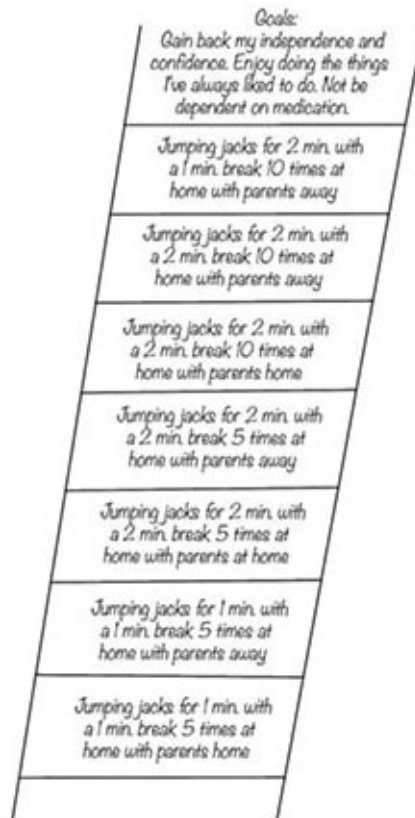 Goals:
Gain back my independence and
confidence. Enjoy doing the things
I've always liked to do. Not be
dependent on medication.
Jumping jacks for 2 min. with
a 1 min. break 10 times at
home with parents away
Jumping jacks for 2 min. with
a 2 min. break 10 times at
home with parents away
Jumping jacks for 2 min. with
a 2 min. break 10 times at
home with parents home
Jumping jacks for 2 min. with
a 2 min. break 5 times at
home with parents away
Jumping jacks for 2 min. with
a 2 min. break 5 times at
home with parents at home
Jumping jacks for 1 min. with
a 1 min. break 5 times at
home with parents away
Jumping jacks for 1 min. with
a 1 min. break 5 times at
home with parents home